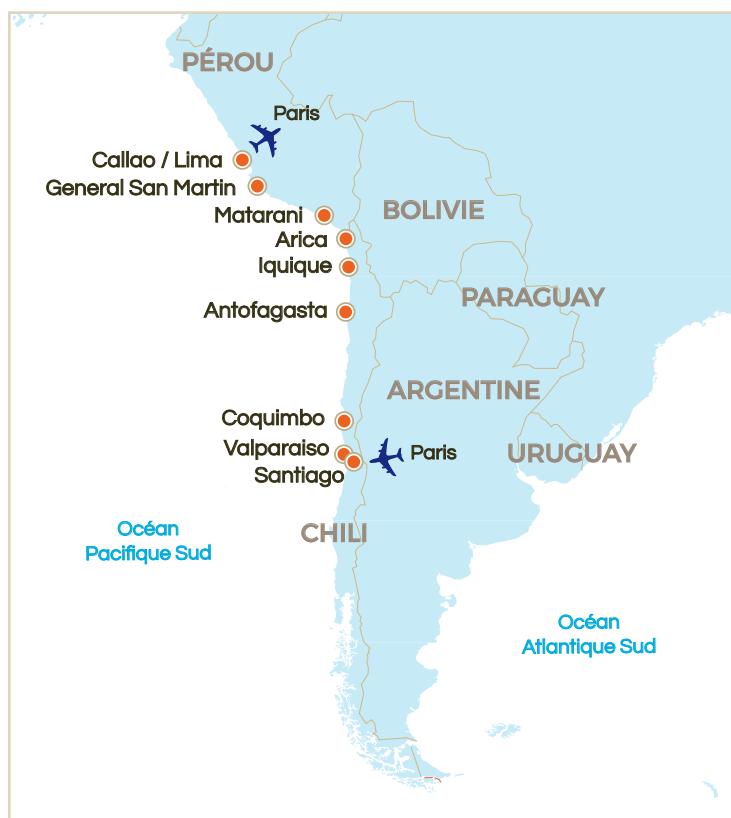 PÉROU
Paris
Callao / Lima
General San Martin
Matarani
BOLIVIE
Arica
Iquique
PARAGUAY
Antofagasta
ARGENTINE
Coquimbo
Valparaiso
Paris
URUGUAY
Santiago
CHILI
Océan
Pacifique Sud
Océan
Atlantique Sud